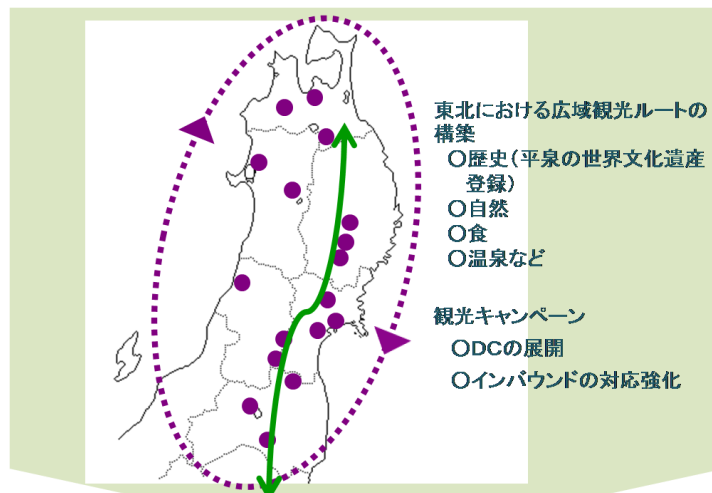 東北における広域観光ルートの
構築
〇歴史(平泉の世界文化遺産
登録)
〇自然
〇食
〇温泉など
観光キャンペーン
〇DCの展開
〇インバウンドの対応強化